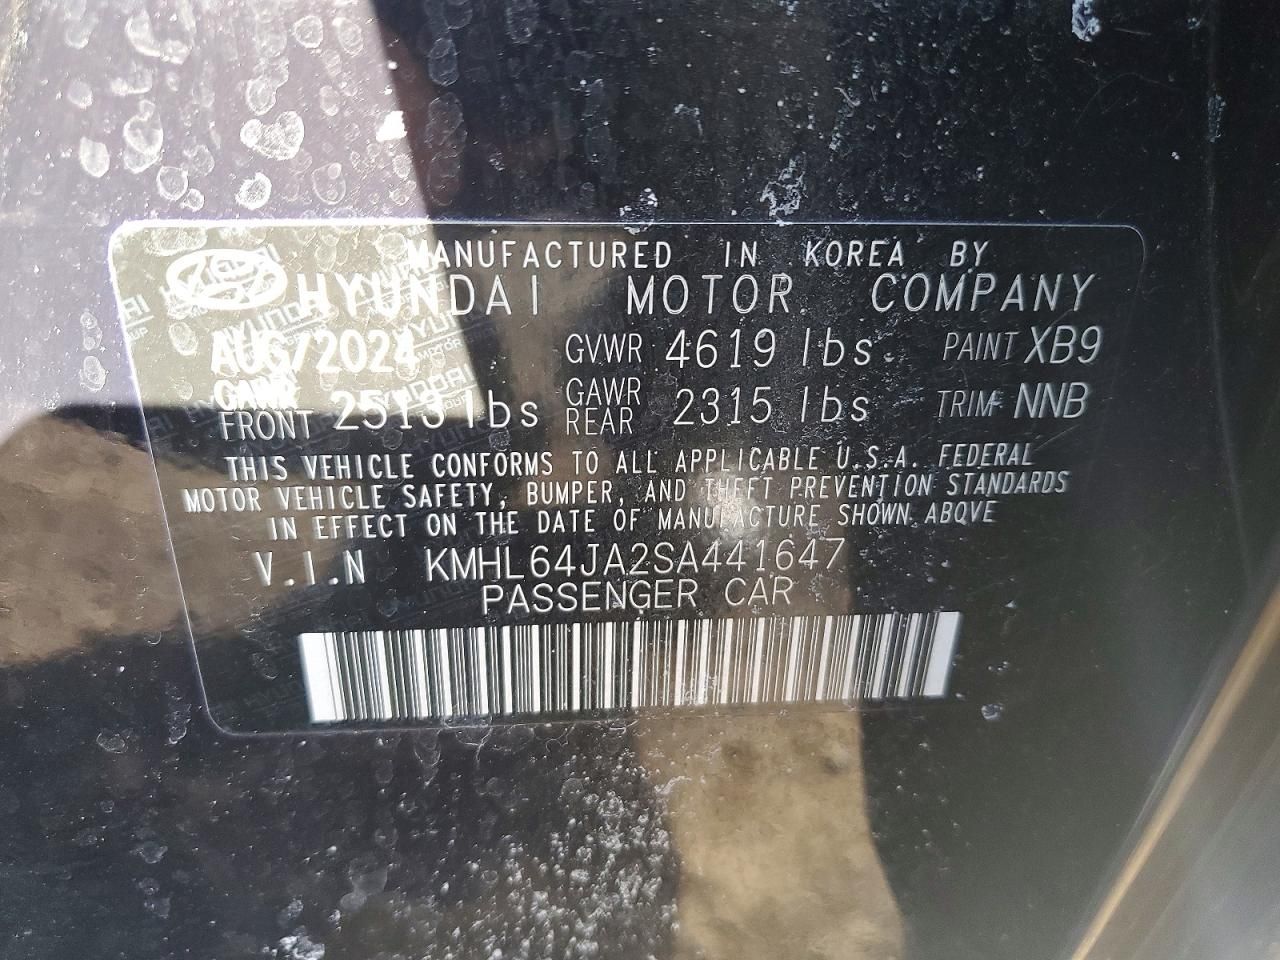 MANUFACTURED IN KOREA BY
HYUNDAI MOTOR COMPANY
AUG/2024 GVWR 4619 lbs PAINT XB9
GAWR FRONT 2513 lbs GAWR REAR 2315 lbs TRIM NNB
THIS VEHICLE CONFORMS TO ALL APPLICABLE U.S.A. FEDERAL
MOTOR VEHICLE SAFETY, BUMPER, AND THEFT PREVENTION STANDARDS
IN EFFECT ON THE DATE OF MANUFACTURE SHOWN ABOVE
V.I.N KMHL64JA2SA441647
PASSENGER CAR